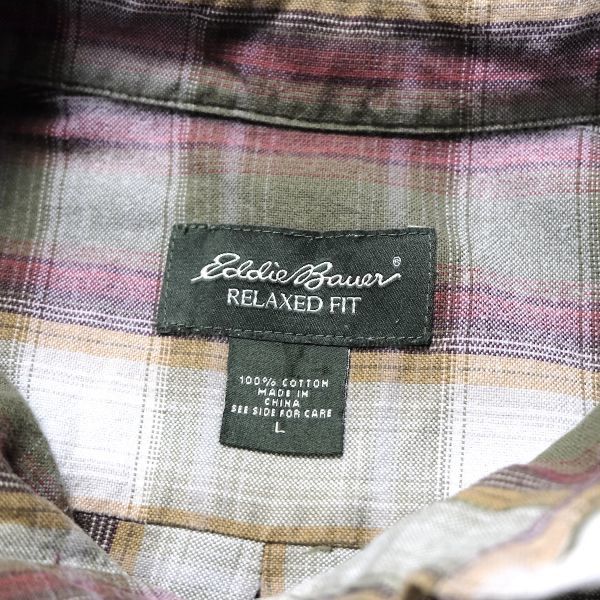 Eddie Bauer®
RELAXED FIT
100% COTTON
MADE IN
CHINA
SEE SIDE FOR CARE
L